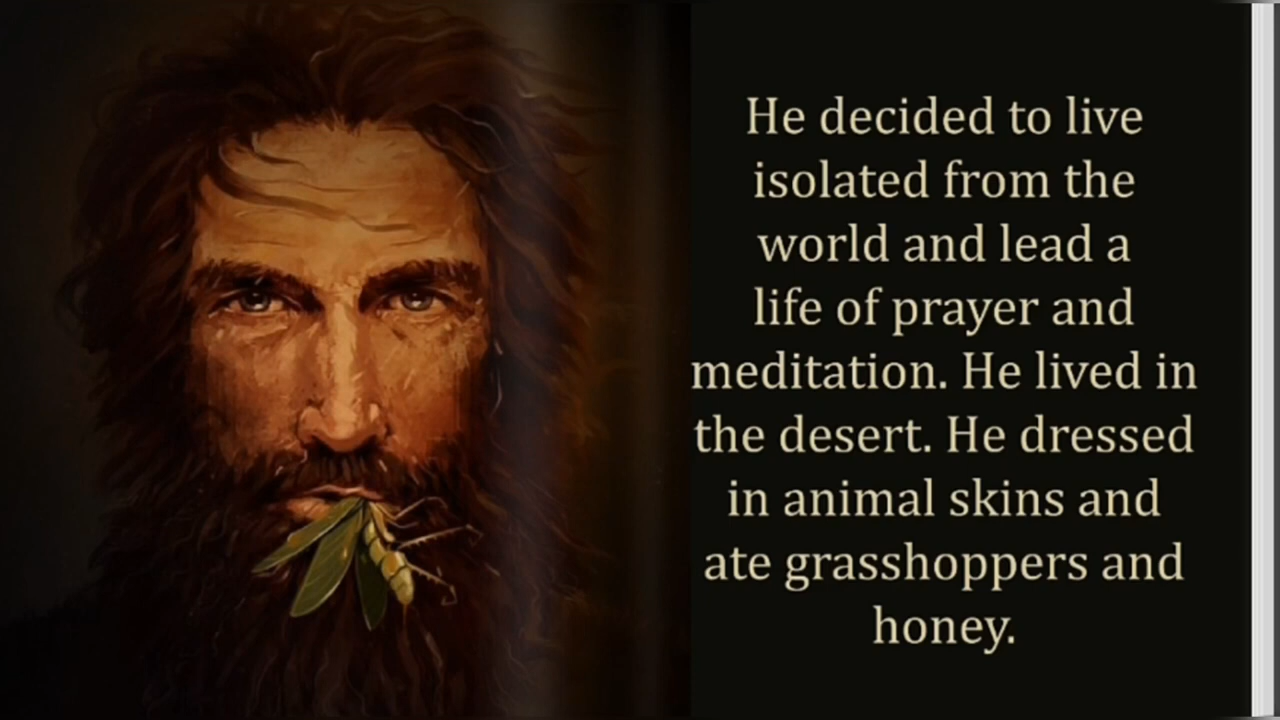 He decided to live
isolated from the
world and lead a
life of prayer and
meditation. He lived in
the desert. He dressed
in animal skins and
ate grasshoppers and
honey.